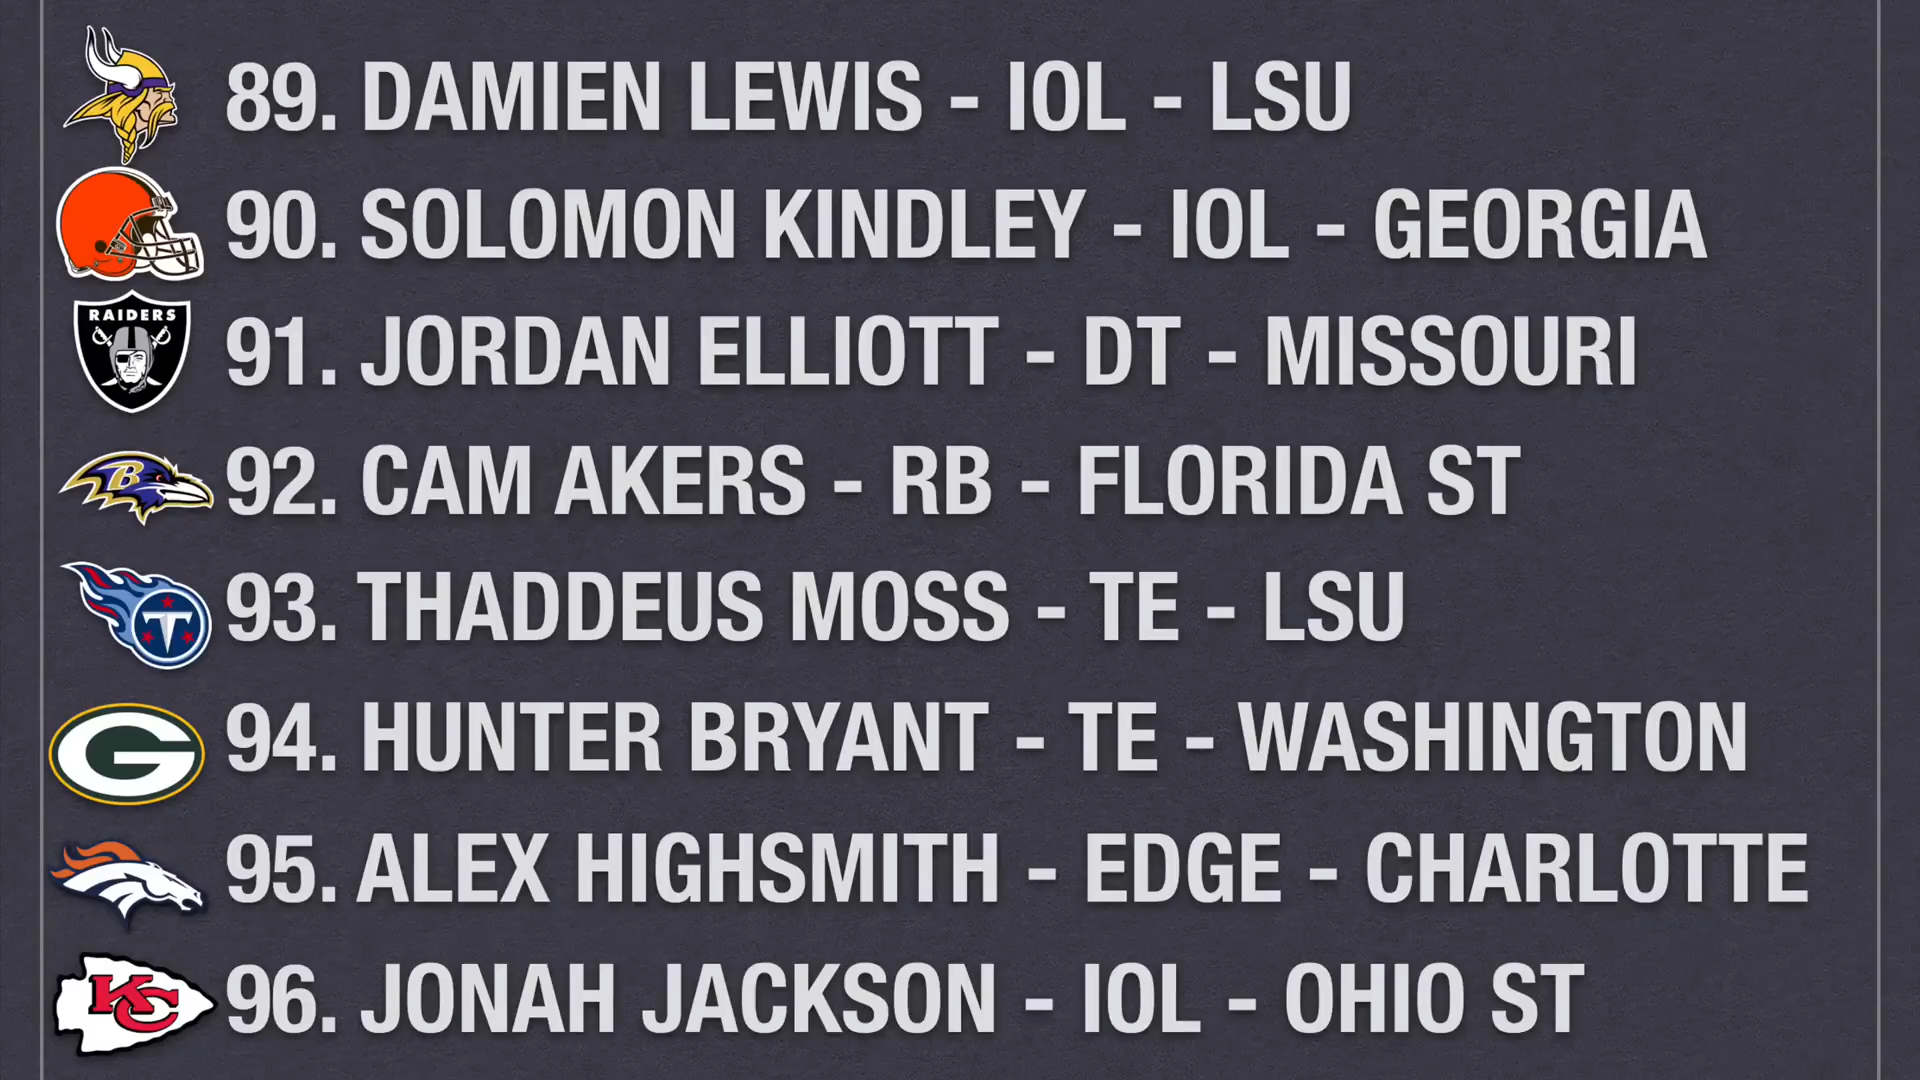 89. DAMIEN LEWIS - IOL - LSU
90. SOLOMON KINDLEY - IOL - GEORGIA
RAIDERS
91. JORDAN ELLIOTT - DT - MISSOURI
B
92. CAM AKERS - RB - FLORIDA ST
T
93. THADDEUS MOSS - TE - LSU
G
94. HUNTER BRYANT - TE - WASHINGTON
95. ALEX HIGHSMITH - EDGE - CHARLOTTE
KC
96. JONAH JACKSON - IOL - OHIO ST